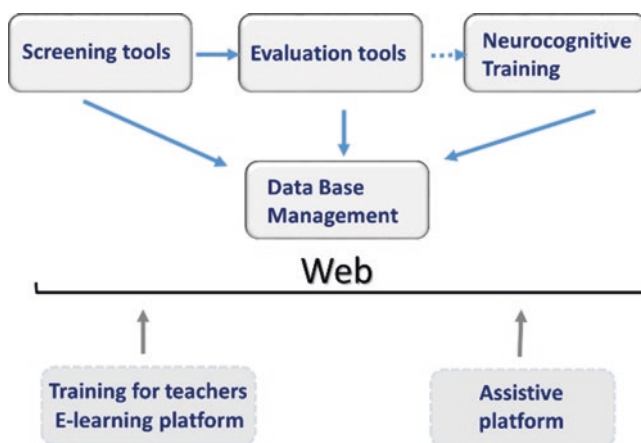 Screening tools
Evaluation tools
Neurocognitive
Training
Data Base
Management
Web
Training for teachers
E-learning platform
Assistive
platform